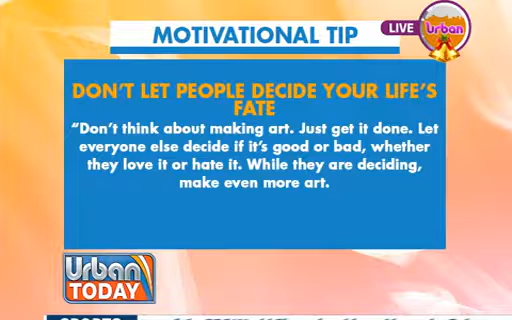 MOTIVATIONAL TIP
LIVE
Urban
DON'T LET PEOPLE DECIDE YOUR LIFE'S
FATE
“Don't think about making art. Just get it done. Let
everyone else decide if it's good or bad, whether
they love it or hate it. While they are deciding,
make even more art.
Urban
TODAY